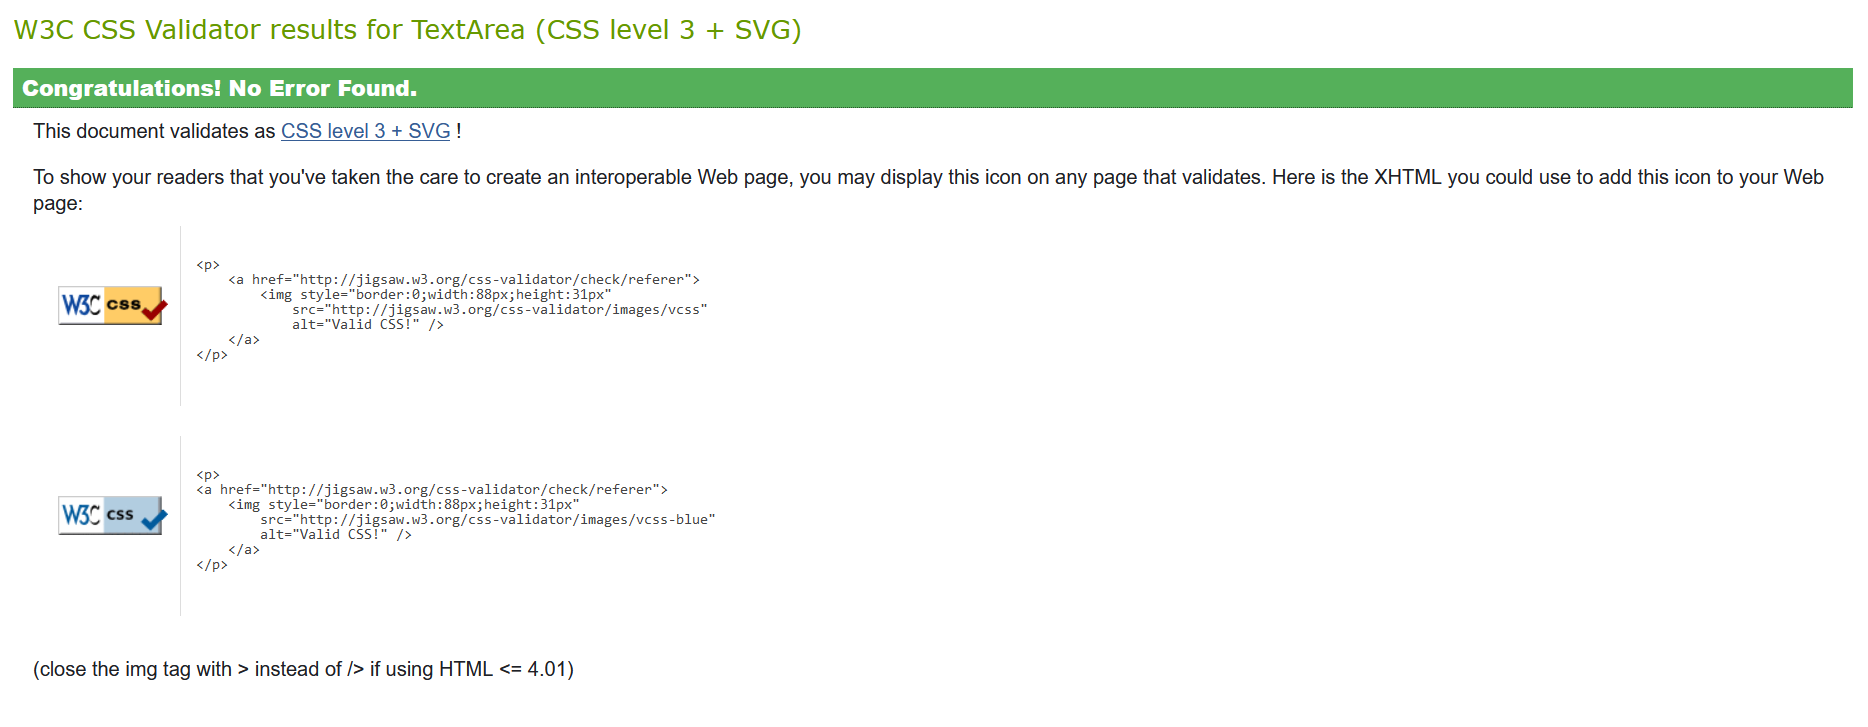 W3C CSS Validator results for TextArea (CSS level 3 + SVG)
Congratulations! No Error Found.
This document validates as CSS level 3 + SVG !
To show your readers that you've taken the care to create an interoperable Web page, you may display this icon on any page that validates. Here is the XHTML you could use to add this icon to your Web
page:
W3C css
<p>
    <a href="http://jigsaw.w3.org/css-validator/check/referer">
        <img style="border:0;width:88px;height:31px"
            src="http://jigsaw.w3.org/css-validator/images/vcss"
            alt="Valid CSS!" />
    </a>
</p>
W3C css
<p>
<a href="http://jigsaw.w3.org/css-validator/check/referer">
    <img style="border:0;width:88px;height:31px"
        src="http://jigsaw.w3.org/css-validator/images/vcss-blue"
        alt="Valid CSS!" />
    </a>
</p>
(close the img tag with > instead of /> if using HTML <= 4.01)